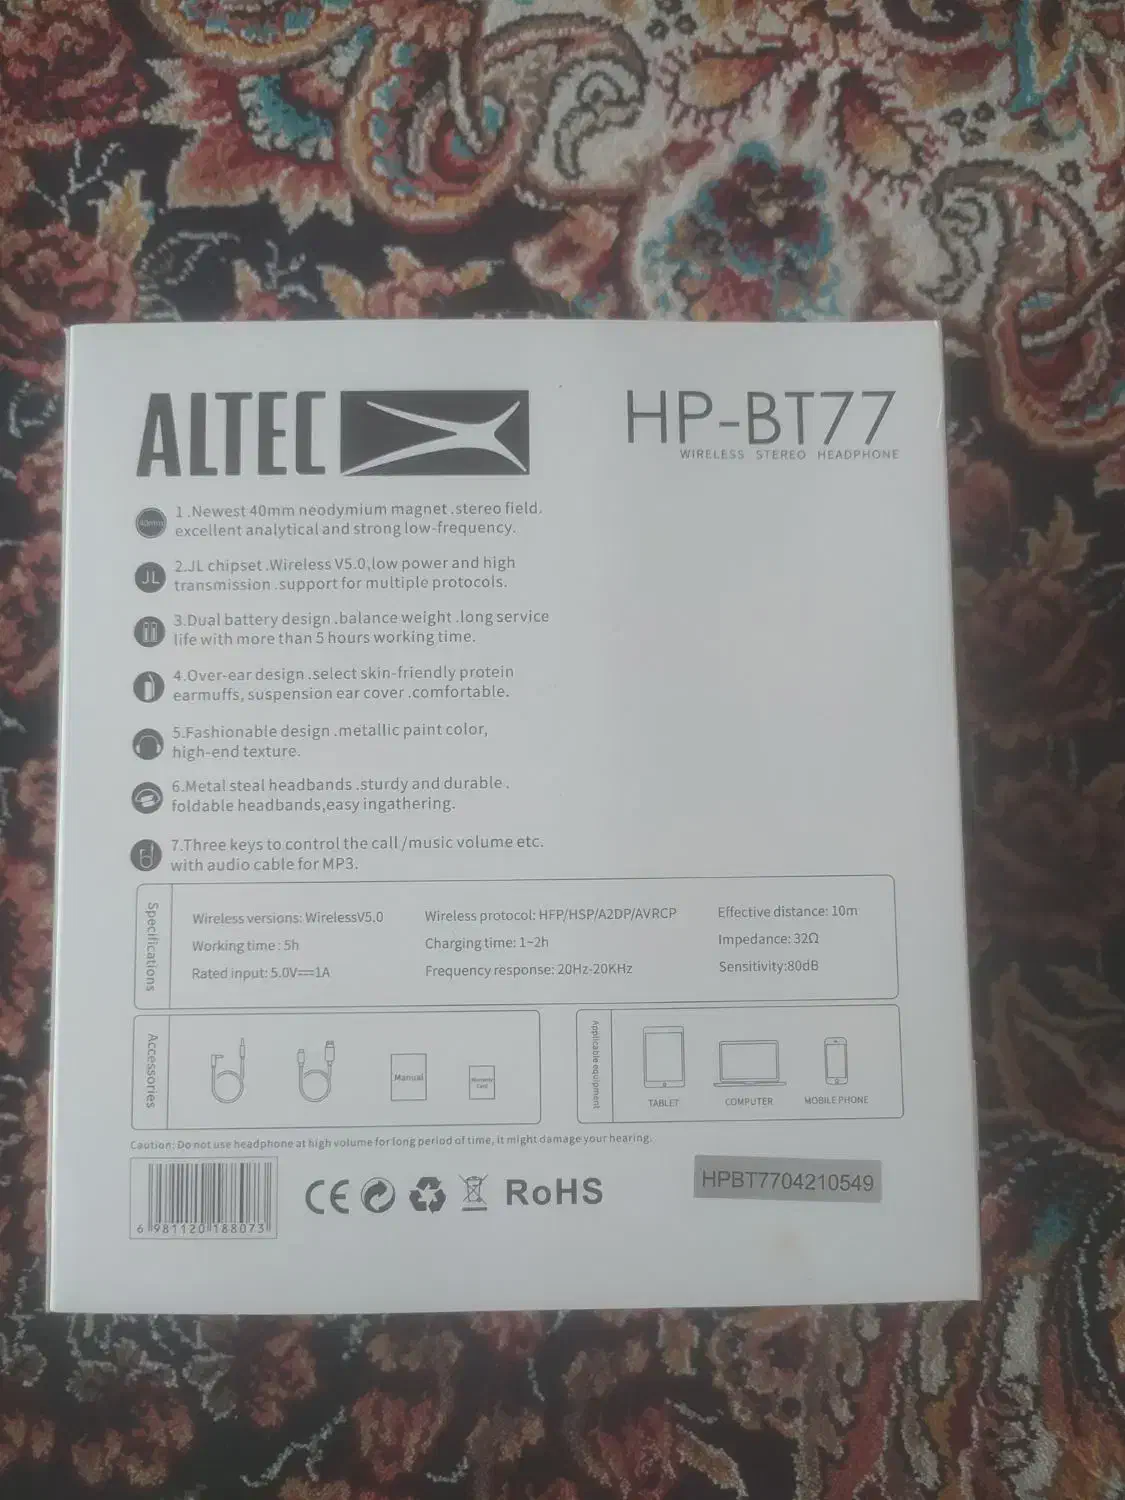 ALTEC
HP-BT77
WIRELESS STEREO HEADPHONE
40mm
1.Newest 40mm neodymium magnet .stereo field.
excellent analytical and strong low-frequency.
JL
2.JL chipset .Wireless V5.0,low power and high
transmission .support for multiple protocols.
3.Dual battery design .balance weight .long service
life with more than 5 hours working time.
4.Over-ear design .select skin-friendly protein
earmuffs, suspension ear cover .comfortable.
5.Fashionable design .metallic paint color,
high-end texture.
6.Metal steal headbands .sturdy and durable .
foldable headbands,easy ingathering.
7.Three keys to control the call /music volume etc.
with audio cable for MP3.
Specifications
Wireless versions: WirelessV5.0
Wireless protocol: HFP/HSP/A2DP/AVRCP
Effective distance: 10m
Working time : 5h
Charging time: 1~2h
Impedance: 32Ω
Rated input: 5.0V⎓1A
Frequency response: 20Hz-20KHz
Sensitivity:80dB
Accessories
Manual
Warranty
Card
Applicable equipment
TABLET
COMPUTER
MOBILE PHONE
Caution: Do not use headphone at high volume for long period of time, it might damage your hearing.
6 981120 188073
CE
RoHS
HPBT7704210549